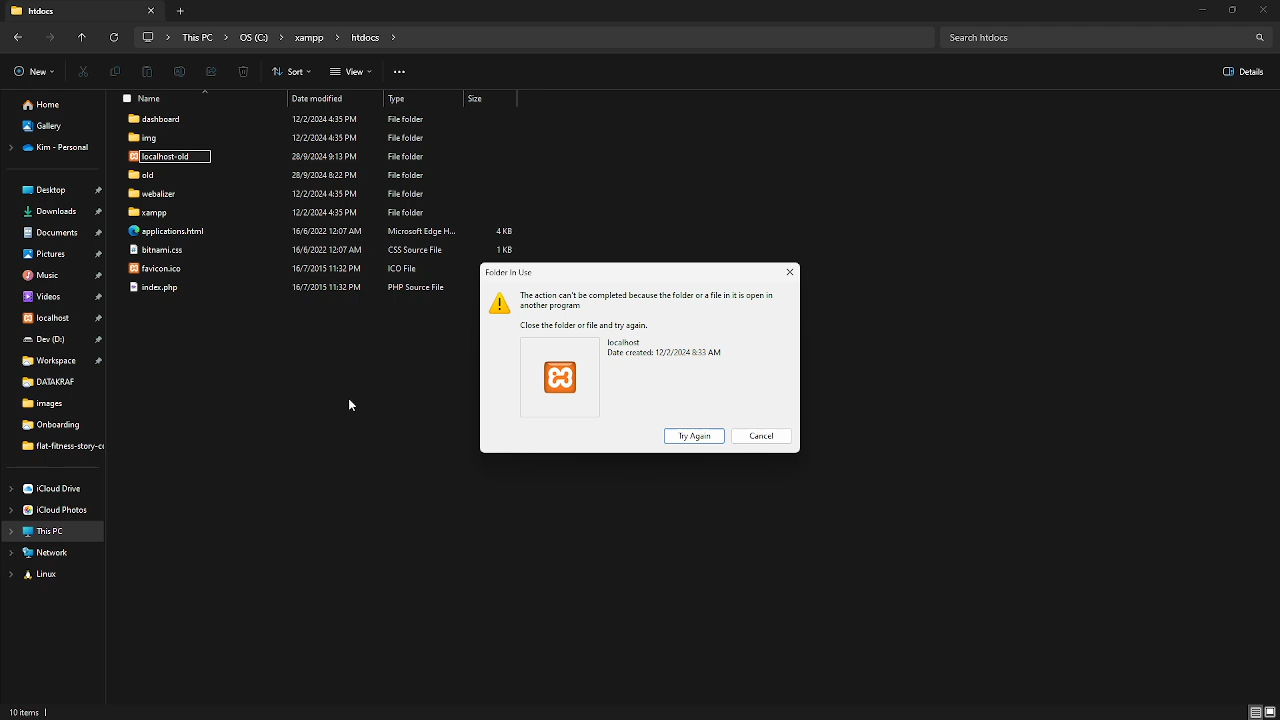 htdocs
This PC > OS (C:) > xampp > htdocs >
Search htdocs
New
Sort
View
Details
Name Date modified Type Size
Home
Gallery
Kim - Personal
Desktop
Downloads
Documents
Pictures
Music
Videos
localhost
Dev (D:)
Workspace
DATAKRAF
images
Onboarding
flat-fitness-story-c
iCloud Drive
iCloud Photos
This PC
Network
Linux
dashboard 12/2/2024 4:35 PM File folder
img 12/2/2024 4:35 PM File folder
localhost-old 28/9/2024 9:13 PM File folder
old 28/9/2024 8:22 PM File folder
webalizer 12/2/2024 4:35 PM File folder
xampp 12/2/2024 4:35 PM File folder
applications.html 16/6/2022 12:07 AM Microsoft Edge H... 4 KB
bitnami.css 16/6/2022 12:07 AM CSS Source File 1 KB
favicon.ico 16/7/2015 11:32 PM ICO File
index.php 16/7/2015 11:32 PM PHP Source File
Folder In Use
The action can't be completed because the folder or a file in it is open in
another program
Close the folder or file and try again.
localhost
Date created: 12/2/2024 8:33 AM
Try Again
Cancel
10 items